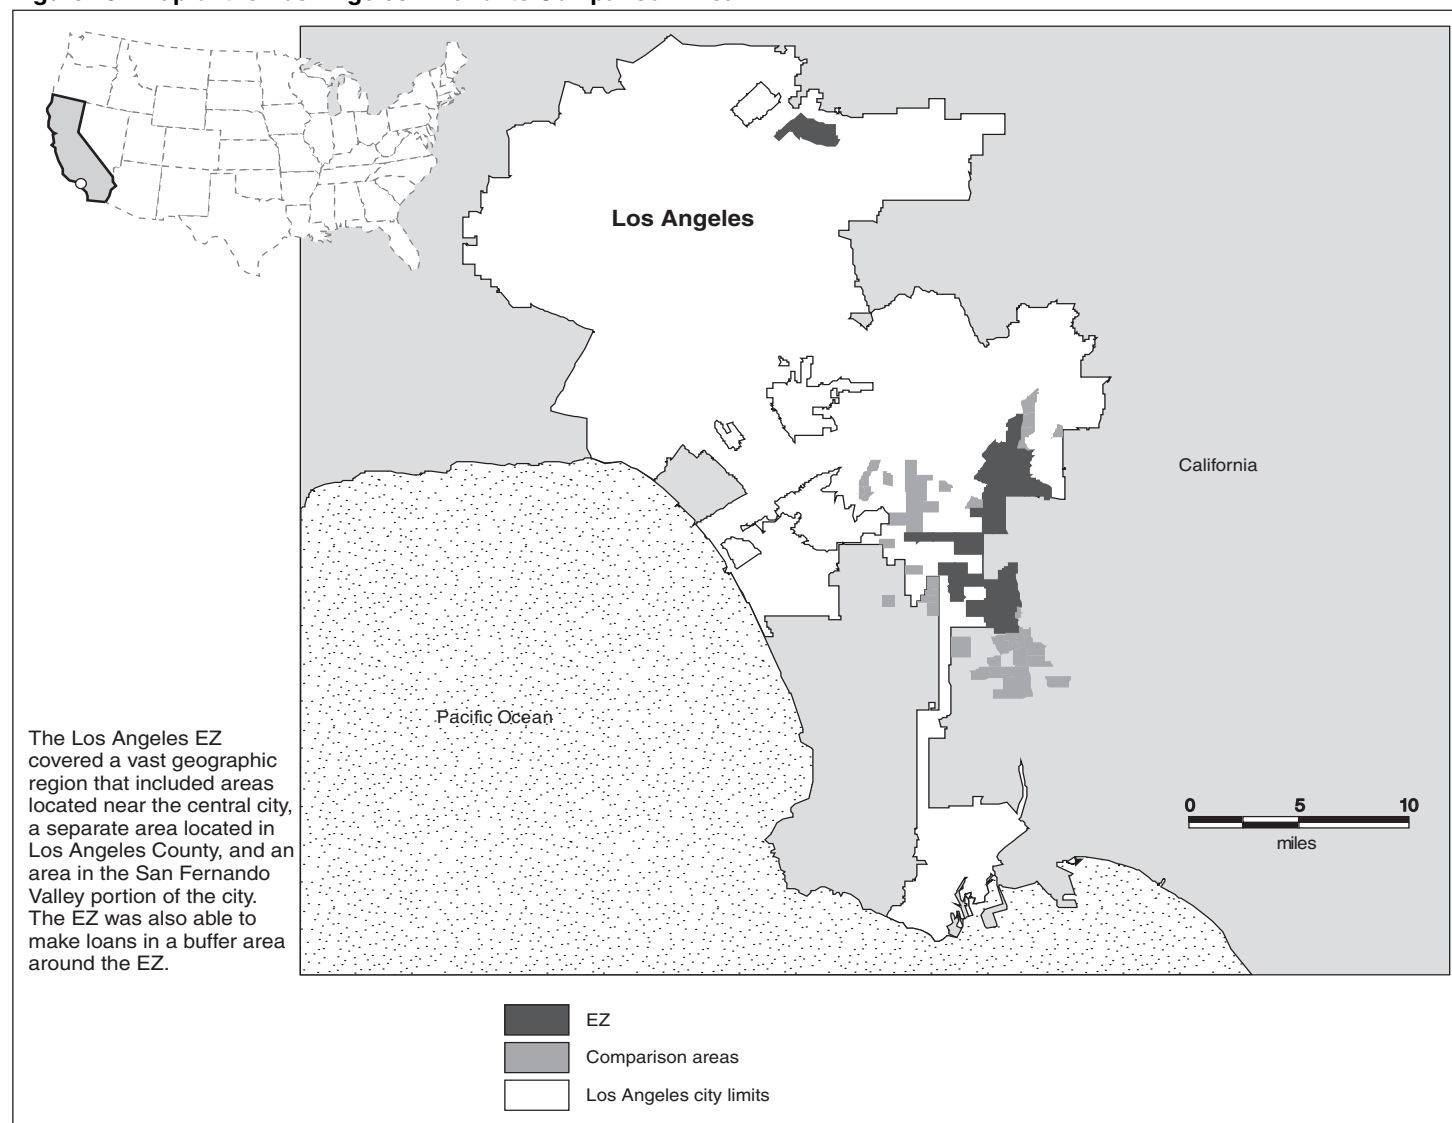 Los Angeles
California
Pacific Ocean
The Los Angeles EZ
covered a vast geographic
region that included areas
located near the central city,
a separate area located in
Los Angeles County, and an
area in the San Fernando
Valley portion of the city.
The EZ was also able to
make loans in a buffer area
around the EZ.
0 5 10
miles
EZ
Comparison areas
Los Angeles city limits